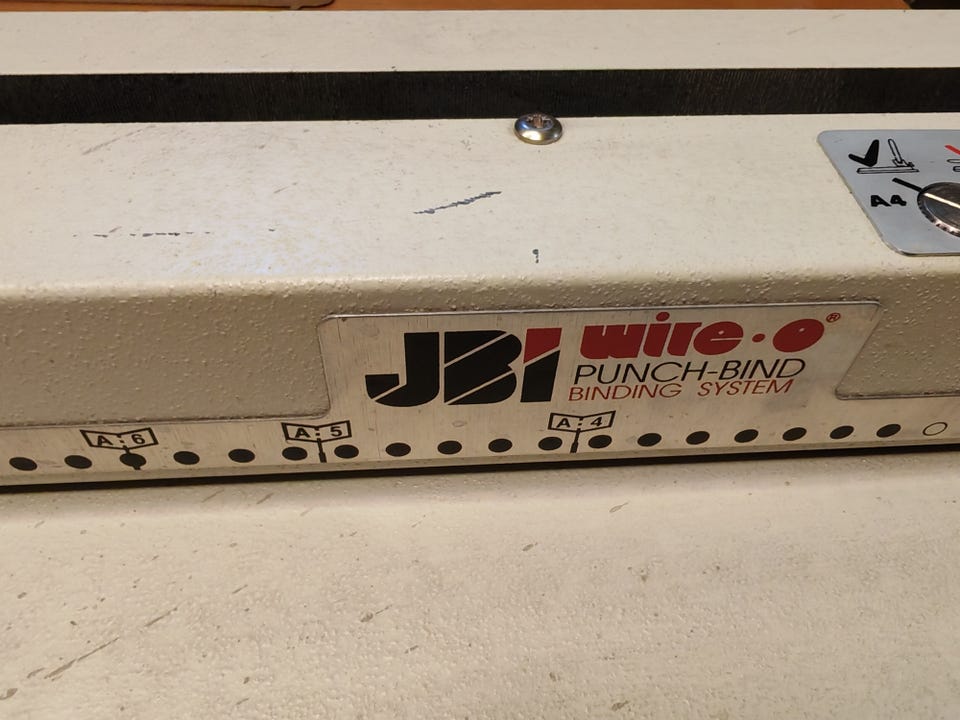 A4
JBI wire·o®
PUNCH-BIND
BINDING SYSTEM
A:6 A:5 A:4